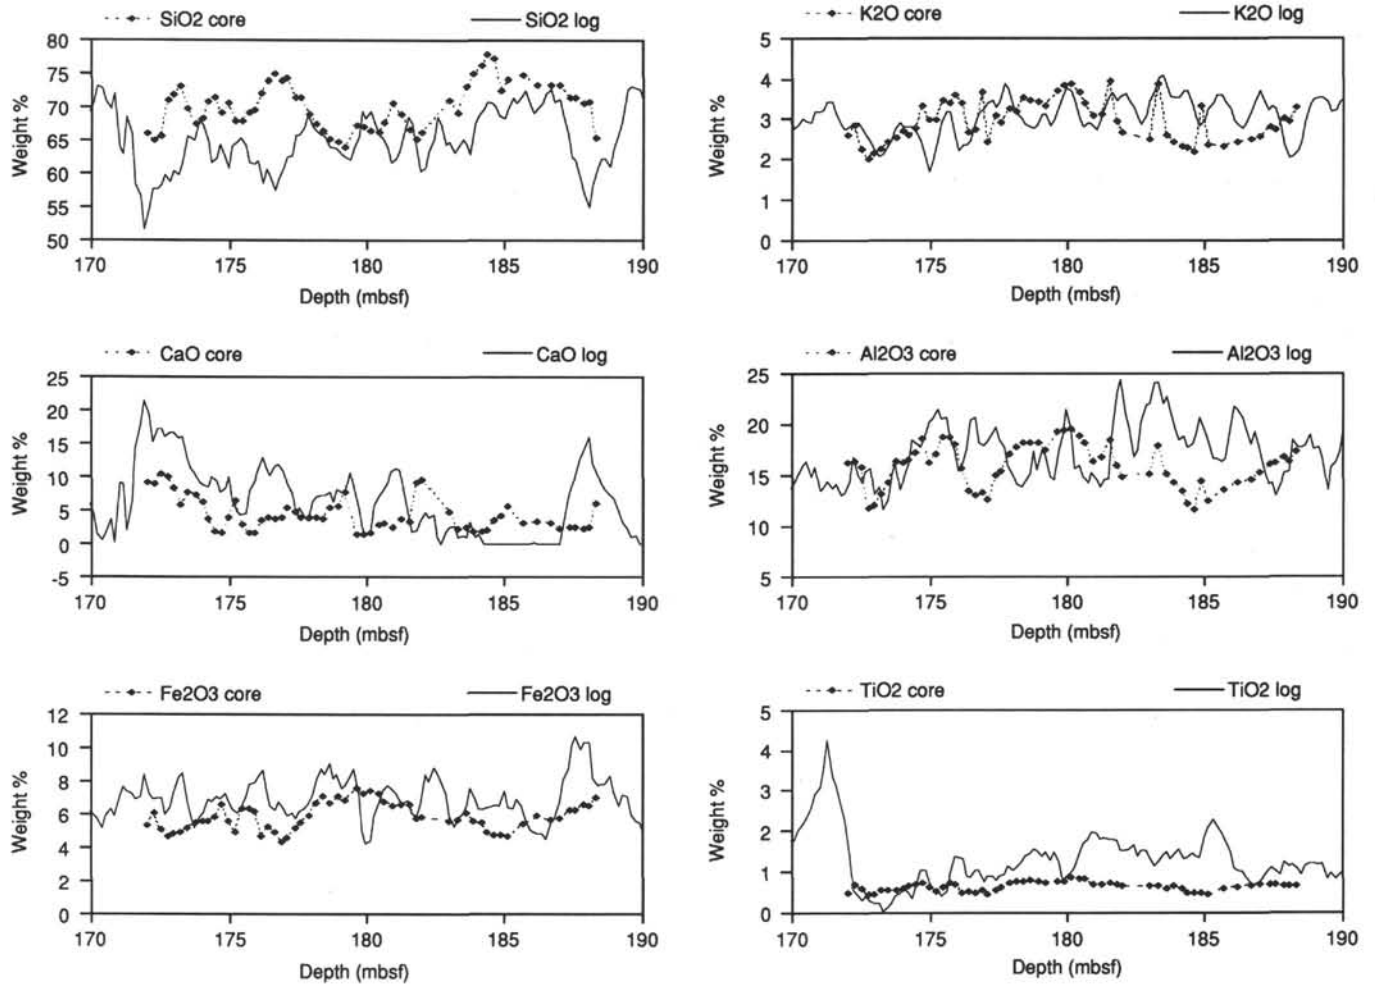 SiO2 core SiO2 log
80
75
70
65
60
55
50
Weight %
170 175 180 185 190
Depth (mbsf)
K2O core K2O log
5
4
3
2
1
0
Weight %
170 175 180 185 190
Depth (mbsf)
CaO core CaO log
25
20
15
10
5
0
-5
Weight %
170 175 180 185 190
Depth (mbsf)
Al2O3 core Al2O3 log
25
20
15
10
5
Weight %
170 175 180 185 190
Depth (mbsf)
Fe2O3 core Fe2O3 log
12
10
8
6
4
2
0
Weight %
170 175 180 185 190
Depth (mbsf)
TiO2 core TiO2 log
5
4
3
2
1
0
Weight %
170 175 180 185 190
Depth (mbsf)